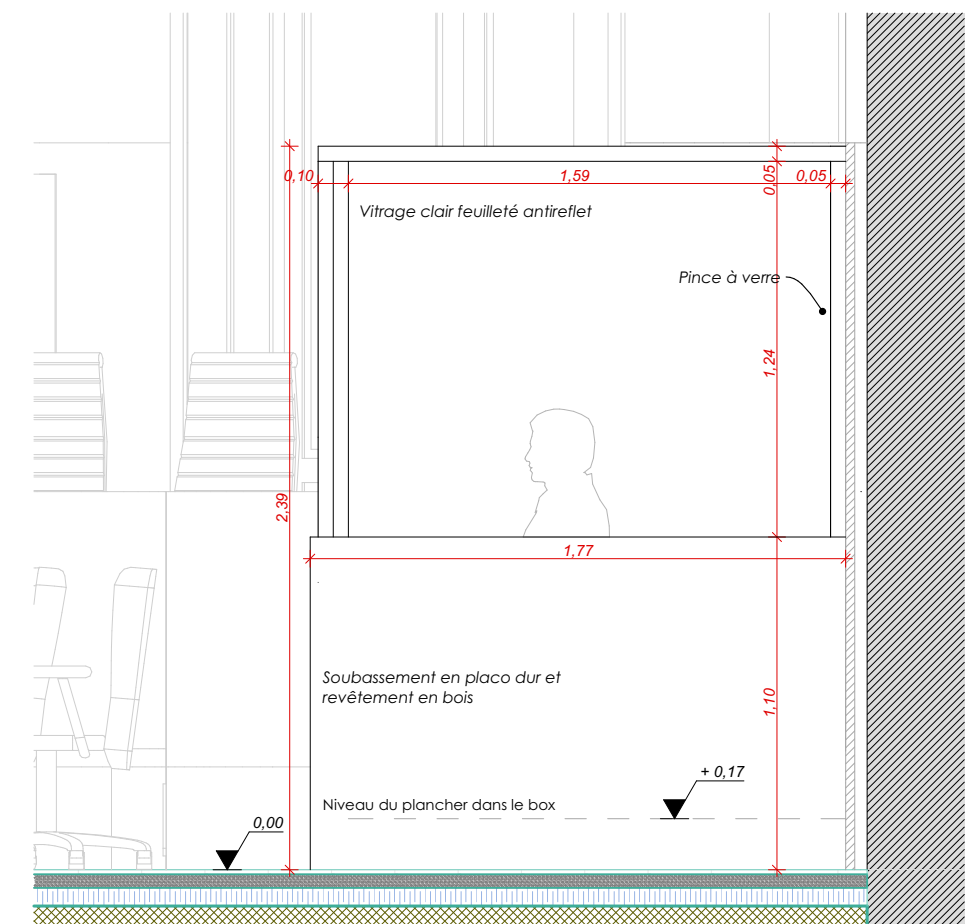 0,10
1,59
0,05
0,05
Vitrage clair feuilleté antireflet
Pince à verre
1,24
2,39
1,77
Soubassement en placo dur et
revêtement en bois
1,10
+ 0,17
Niveau du plancher dans le box
0,00